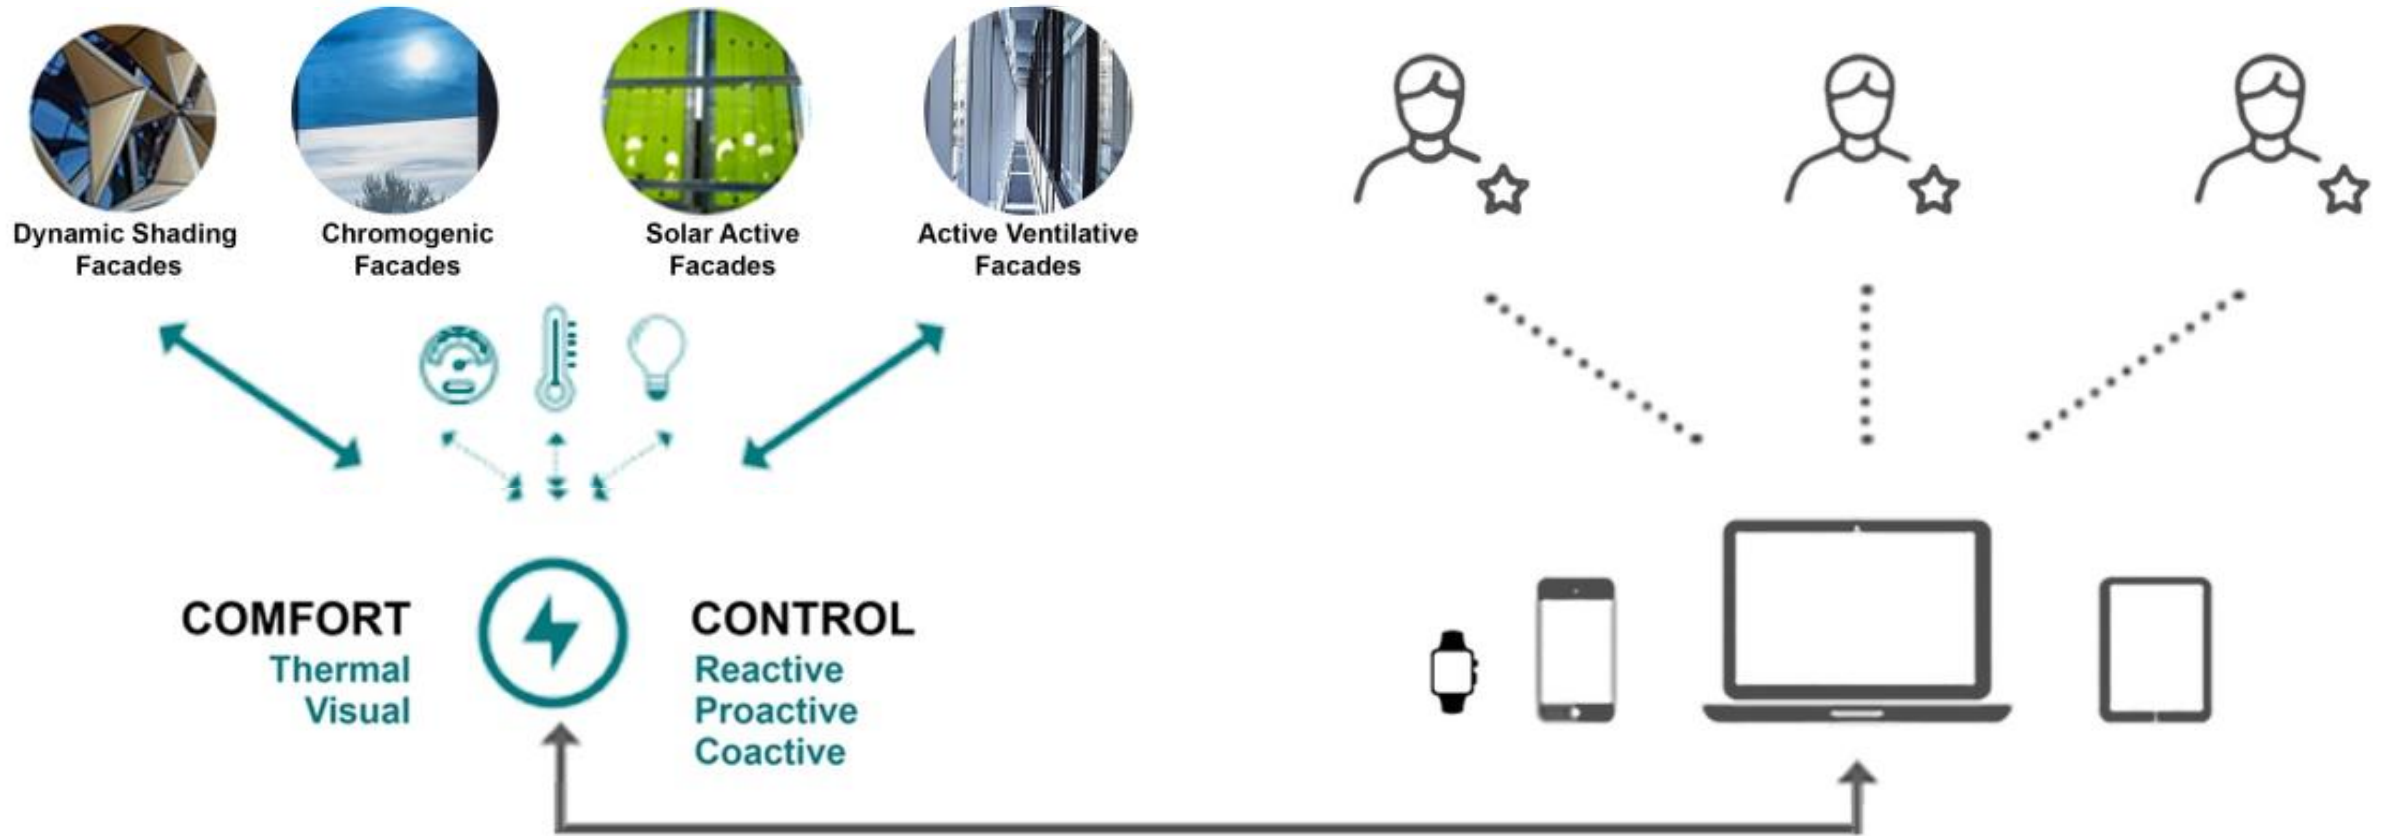 Dynamic Shading
Facades
Chromogenic
Facades
Solar Active
Facades
Active Ventilative
Facades
COMFORT
Thermal
Visual
CONTROL
Reactive
Proactive
Coactive